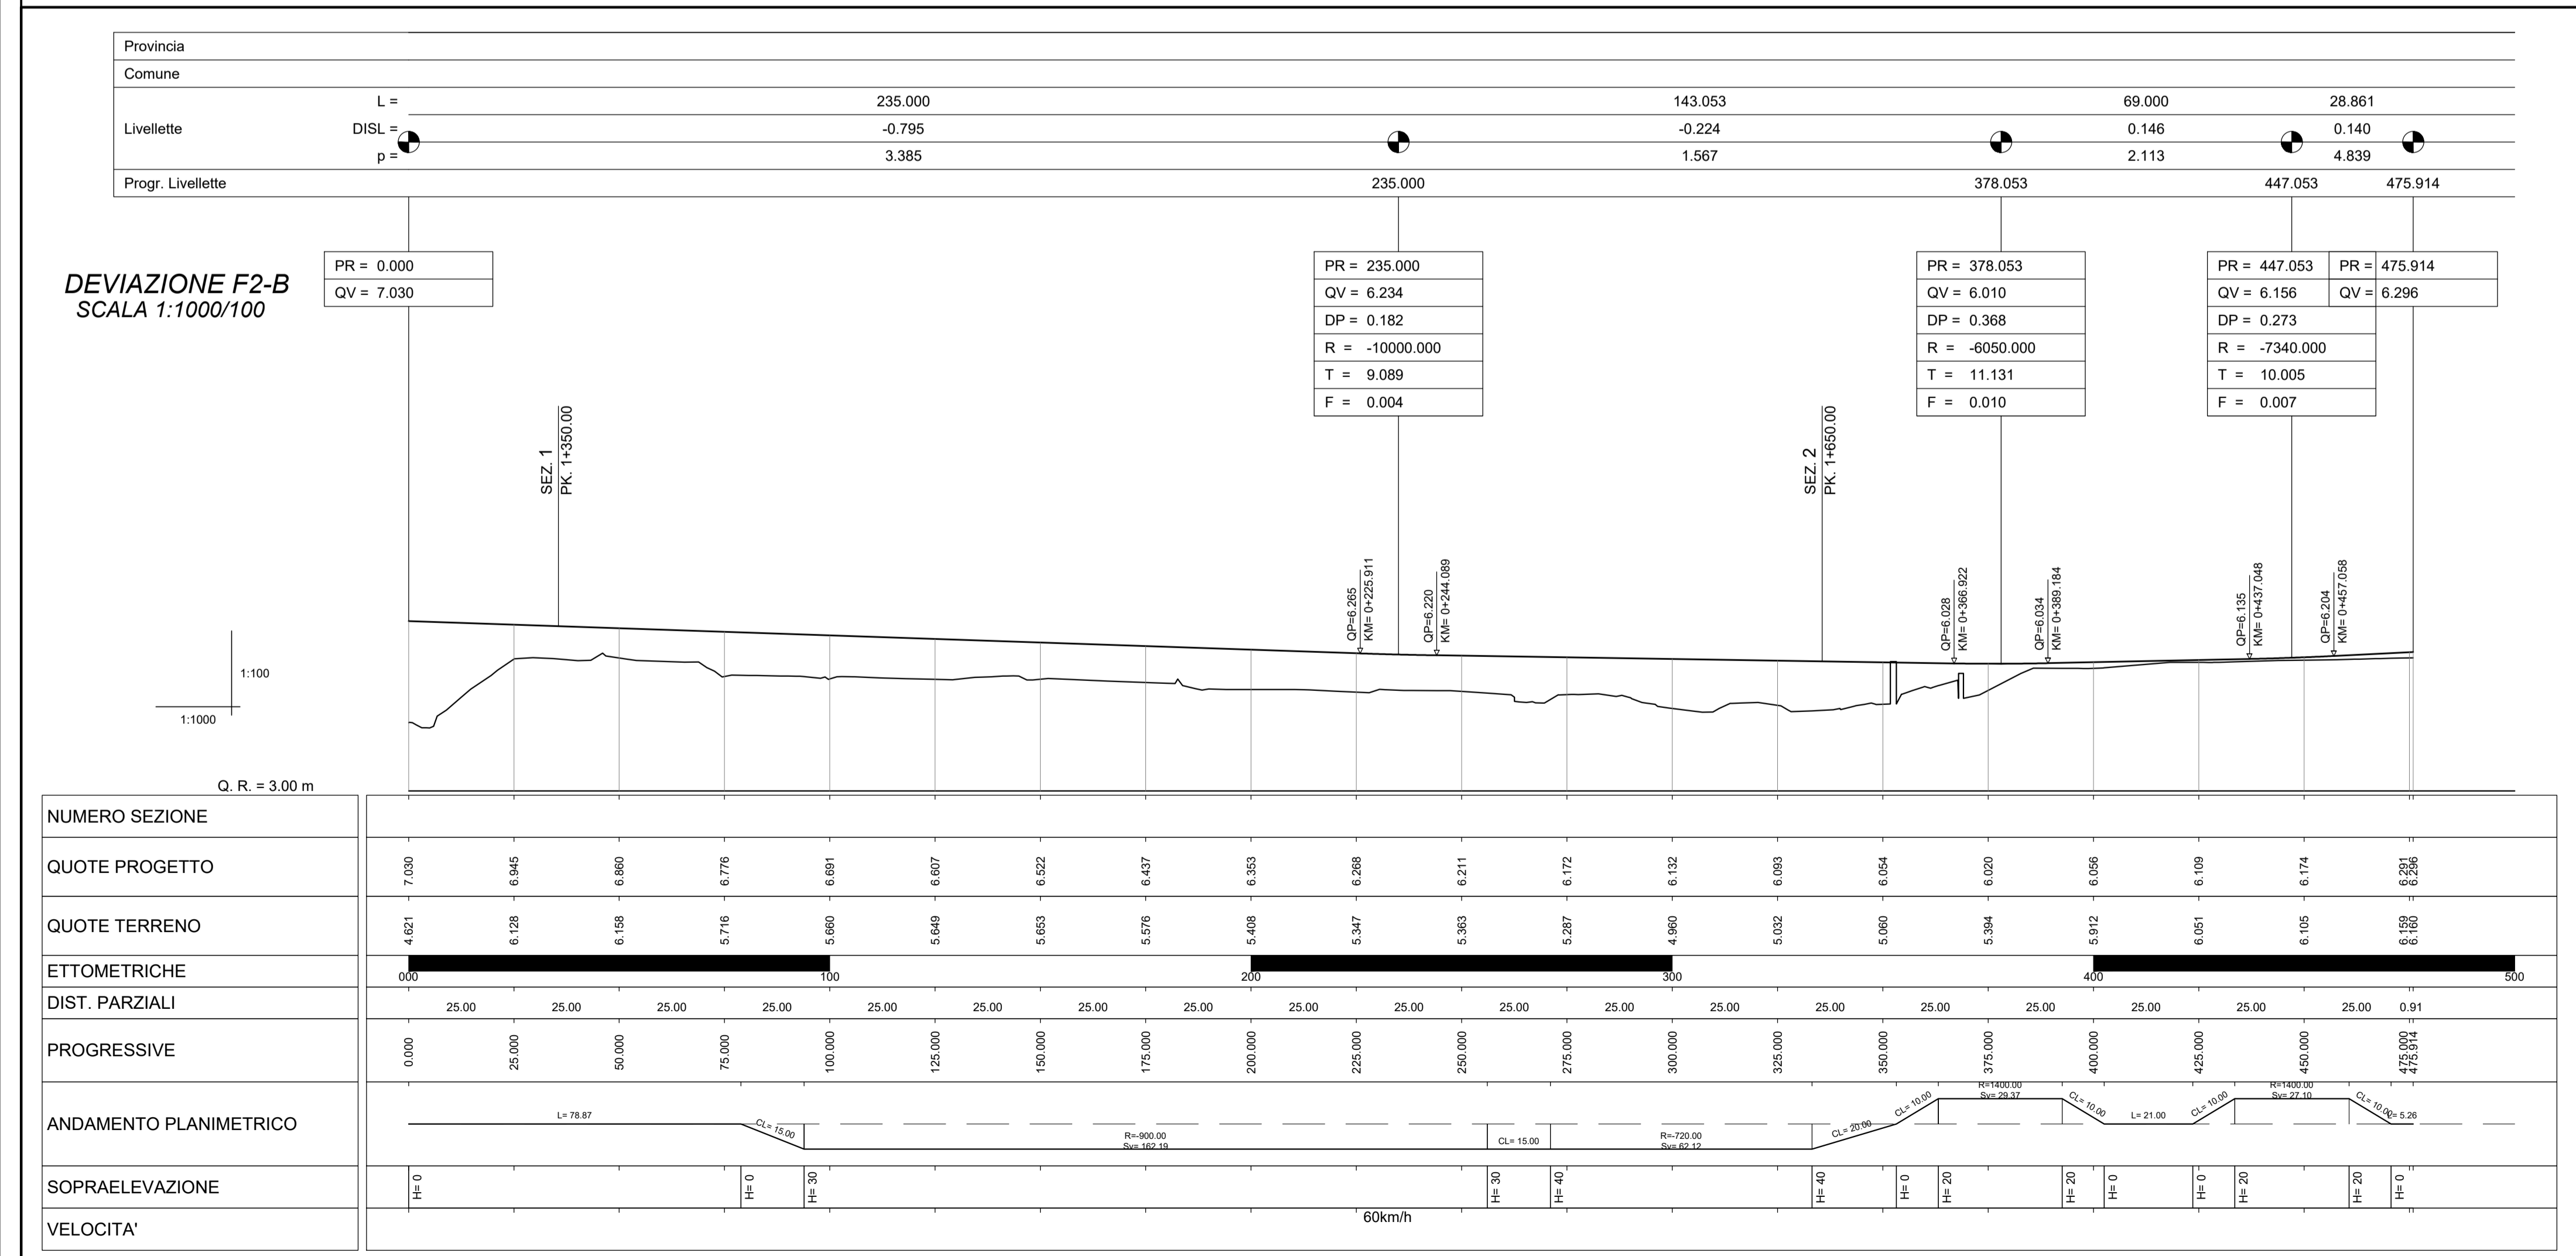 Provincia
Comune
L = 235.000 143.053 69.000 28.861
Livellette DISL = -0.795 -0.224 0.146 0.140
p = 3.385 1.567 2.113 4.839
Progr. Livellette 235.000 378.053 447.053 475.914
DEVIAZIONE F2-B
SCALA 1:1000/100
PR = 0.000
QV = 7.030
PR = 235.000
QV = 6.234
DP = 0.182
R = -10000.000
T = 9.089
F = 0.004
PR = 378.053
QV = 6.010
DP = 0.368
R = -6050.000
T = 11.131
F = 0.010
PR = 447.053
QV = 6.156
DP = 0.273
R = -7340.000
T = 10.005
F = 0.007
PR = 475.914
QV = 6.296
SEZ. 1
PK. 1+350.00
SEZ. 2
PK. 1+650.00
QP=6.265
KM= 0+225.911
QP=6.220
KM= 0+244.089
QP=6.028
KM= 0+366.922
QP=6.034
KM= 0+389.184
QP=6.135
KM= 0+437.048
QP=6.204
KM= 0+457.058
1:100
1:1000
Q. R. = 3.00 m
NUMERO SEZIONE
QUOTE PROGETTO 7.030 6.945 6.860 6.776 6.691 6.607 6.522 6.437 6.353 6.268 6.211 6.172 6.132 6.093 6.054 6.020 6.056 6.109 6.174 6.291 6.296
QUOTE TERRENO 4.621 6.128 6.158 5.716 5.660 5.649 5.653 5.576 5.408 5.347 5.363 5.287 4.960 5.032 5.060 5.394 5.912 6.051 6.105 6.159 6.160
ETTOMETRICHE 000 100 200 300 400 500
DIST. PARZIALI 25.00 25.00 25.00 25.00 25.00 25.00 25.00 25.00 25.00 25.00 25.00 25.00 25.00 25.00 25.00 25.00 25.00 25.00 25.00 0.91
PROGRESSIVE 0.000 25.000 50.000 75.000 100.000 125.000 150.000 175.000 200.000 225.000 250.000 275.000 300.000 325.000 350.000 375.000 400.000 425.000 450.000 475.000 475.914
ANDAMENTO PLANIMETRICO
L= 78.87
CL= 15.00
R=-900.00
Sv= 162.19
CL= 15.00
R=-720.00
Sv= 62.12
CL= 20.00
CL= 10.00
R=1400.00
Sv= 29.37
CL= 10.00
L= 21.00
CL= 10.00
R=1400.00
Sv= 27.10
CL= 10.00
L= 5.26
SOPRAELEVAZIONE H= 0 H= 0 H= 30 H= 30 H= 40 H= 40 H= 0 H= 20 H= 20 H= 0 H= 0 H= 20 H= 20 H= 0
VELOCITA' 60km/h